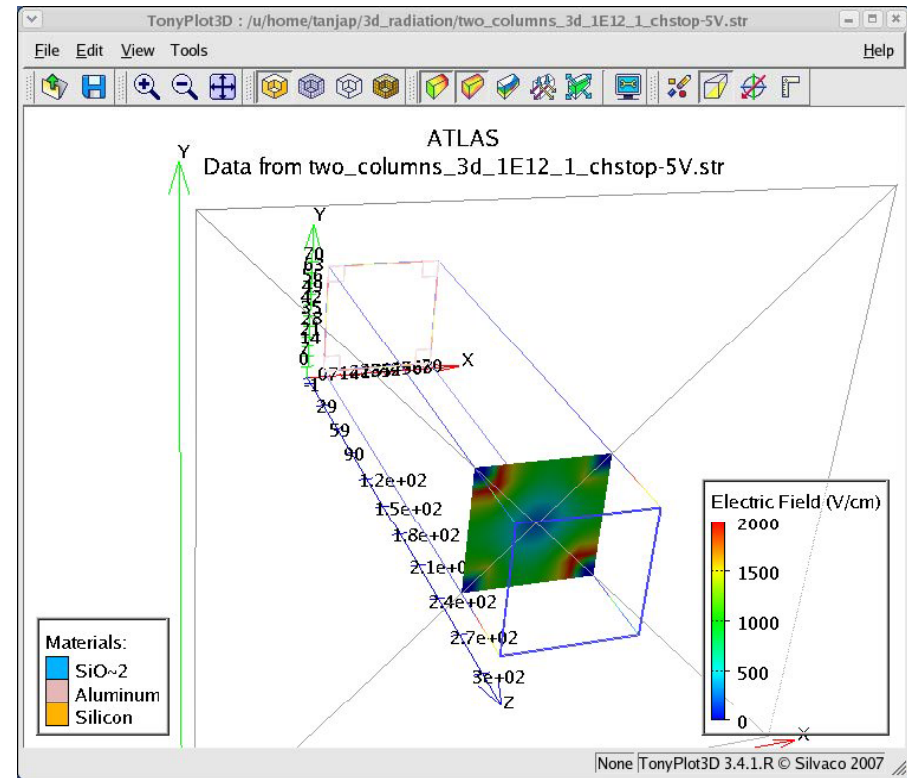 TonyPlot3D : /u/home/tanjap/3d_radiation/two_columns_3d_1E12_1_chstop-5V.str
File Edit View Tools Help
ATLAS
Data from two_columns_3d_1E12_1_chstop-5V.str
Y
Y
70
63
56
49
42
35
28
21
14
7
0
X
70
-1
29
59
90
1.2e+02
1.5e+02
1.8e+02
2.1e+0
2.4e+02
2.7e+02
3e+02
Z
Electric Field (V/cm)
2000
1500
1000
500
0
X
Materials:
SiO~2
Aluminum
Silicon
None TonyPlot3D 3.4.1.R © Silvaco 2007